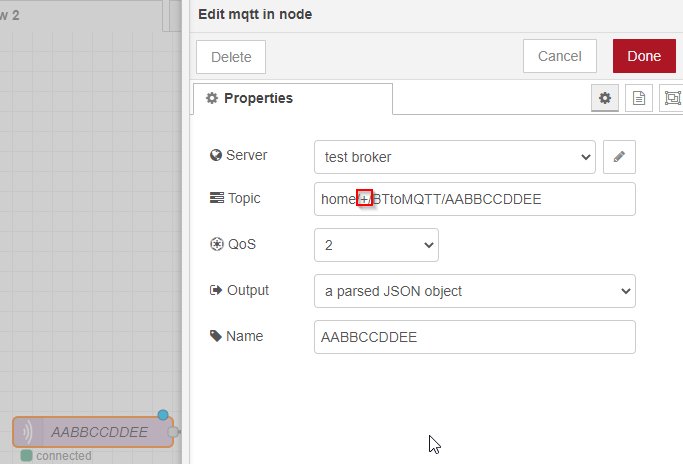 w 2
Edit mqtt in node
Delete
Cancel
Done
Properties
Server
test broker
Topic
home/+/BTtoMQTT/AABBCCDDEE
QoS
2
Output
a parsed JSON object
Name
AABBCCDDEE
AABBCCDDEE
connected